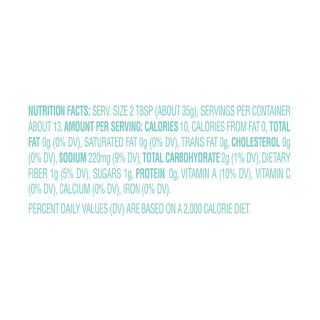 NUTRITION FACTS: SERV. SIZE 2 TBSP (ABOUT 35g), SERVINGS PER CONTAINER
ABOUT 13. AMOUNT PER SERVING: CALORIES 10, CALORIES FROM FAT 0, TOTAL
FAT 0g (0% DV), SATURATED FAT 0g (0% DV), TRANS FAT 0g, CHOLESTEROL 0g
(0% DV), SODIUM 220mg (9% DV), TOTAL CARBOHYDRATE 2g (1% DV), DIETARY
FIBER 1g (5% DV), SUGARS 1g, PROTEIN 0g, VITAMIN A (10% DV), VITAMIN C
(0% DV), CALCIUM (0% DV), IRON (0% DV).
PERCENT DAILY VALUES (DV) ARE BASED ON A 2,000 CALORIE DIET.